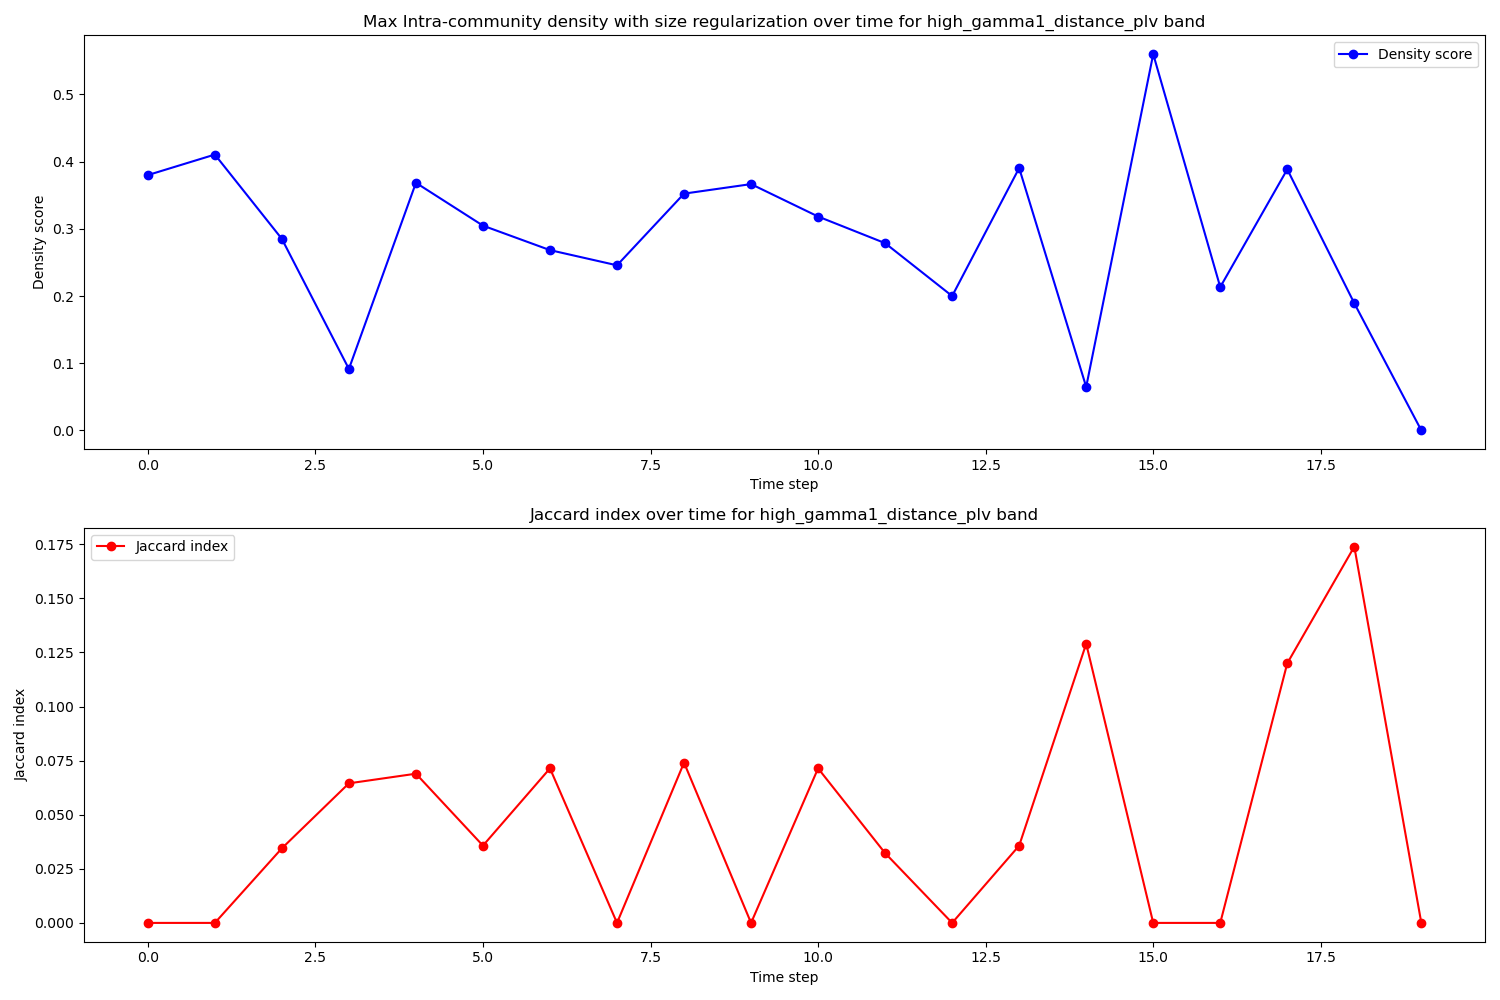 Max Intra-community density with size regularization over time for high_gamma1_distance_plv band
Density score
0.5
0.4
0.3
0.2
0.1
0.0
Density score
0.0 2.5 5.0 7.5 10.0 12.5 15.0 17.5
Time step
Jaccard index over time for high_gamma1_distance_plv band
Jaccard index
0.175
0.150
0.125
0.100
0.075
0.050
0.025
0.000
Jaccard index
0.0 2.5 5.0 7.5 10.0 12.5 15.0 17.5
Time step